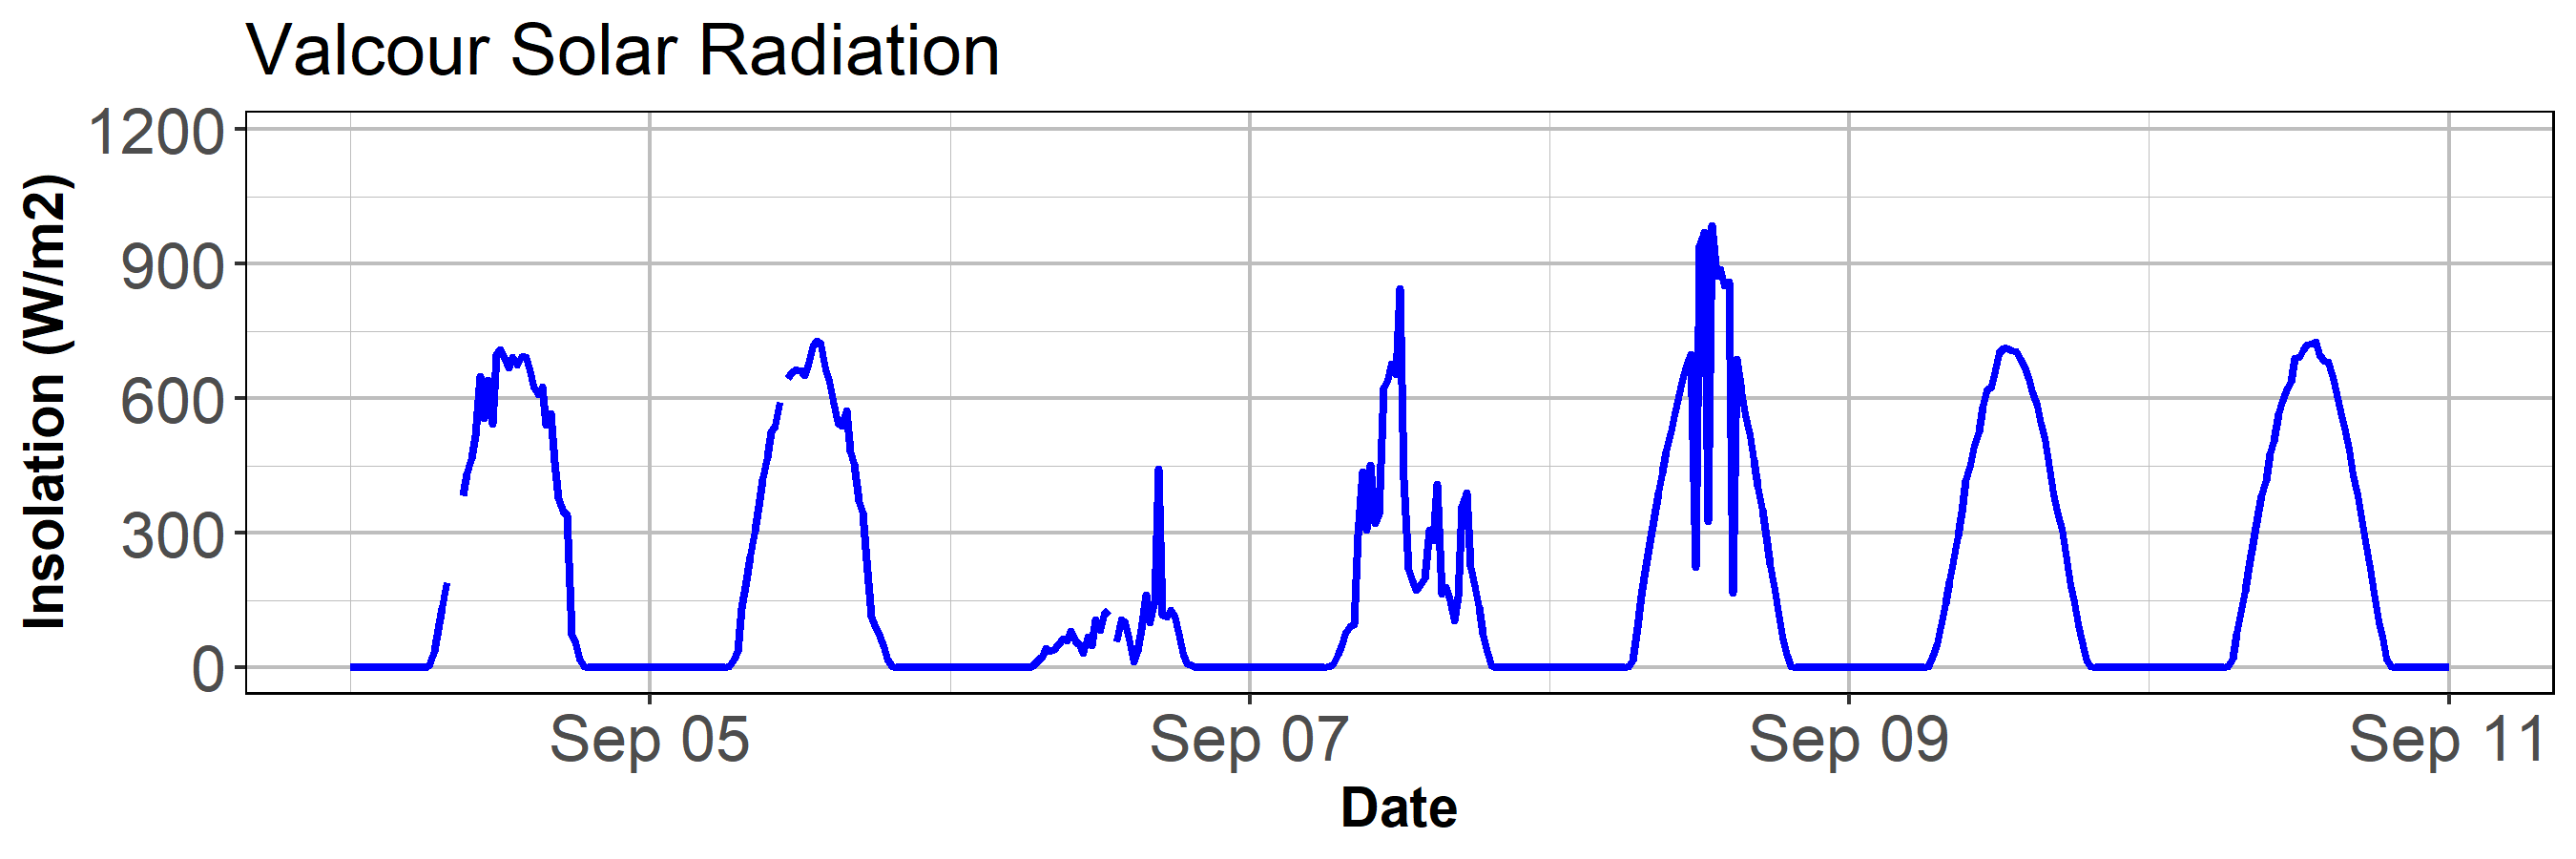 Valcour Solar Radiation
1200
900
600
300
0
Insolation (W/m2)
Sep 05 Sep 07 Sep 09 Sep 11
Date